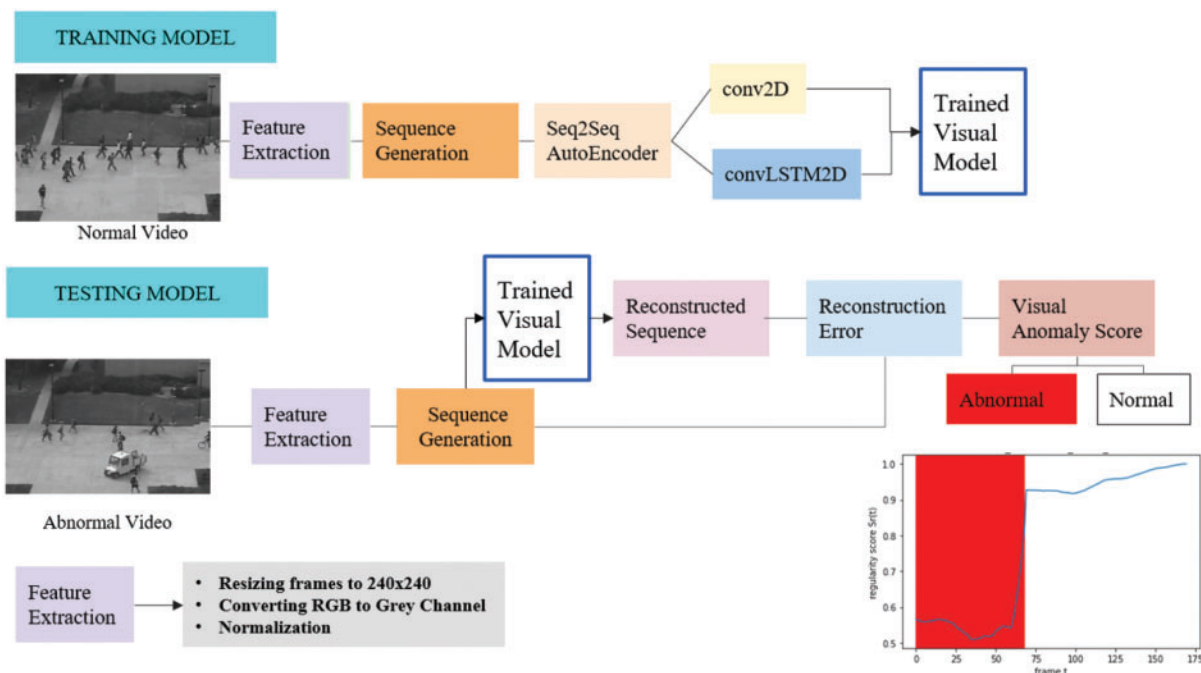 TRAINING MODEL
Normal Video
Feature
Extraction
Sequence
Generation
Seq2Seq
AutoEncoder
conv2D
convLSTM2D
Trained
Visual
Model
TESTING MODEL
Abnormal Video
Feature
Extraction
Sequence
Generation
Trained
Visual
Model
Reconstructed
Sequence
Reconstruction
Error
Visual
Anomaly Score
Abnormal
Normal
Feature
Extraction
• Resizing frames to 240x240
• Converting RGB to Grey Channel
• Normalization
regularity score Sr(t)
1.0
0.9
0.8
0.7
0.6
0.5
0 25 50 75 100 125 150 175
frame t